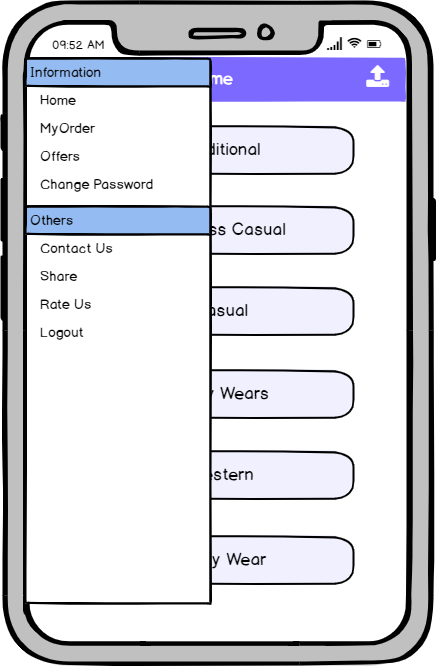 09:52 AM
Information
me
Home
MyOrder
Offers
Change Password
Others
Contact Us
Share
Rate Us
Logout
ditional
ss Casual
asual
Wears
stern
y Wear